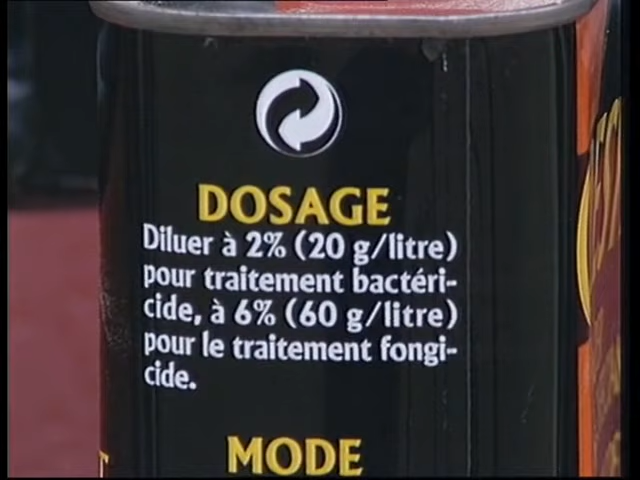 DOSAGE
Diluer à 2% (20 g/litre)
pour traitement bactéri-
cide, à 6% (60 g/litre)
pour le traitement fongi-
cide.
MODE